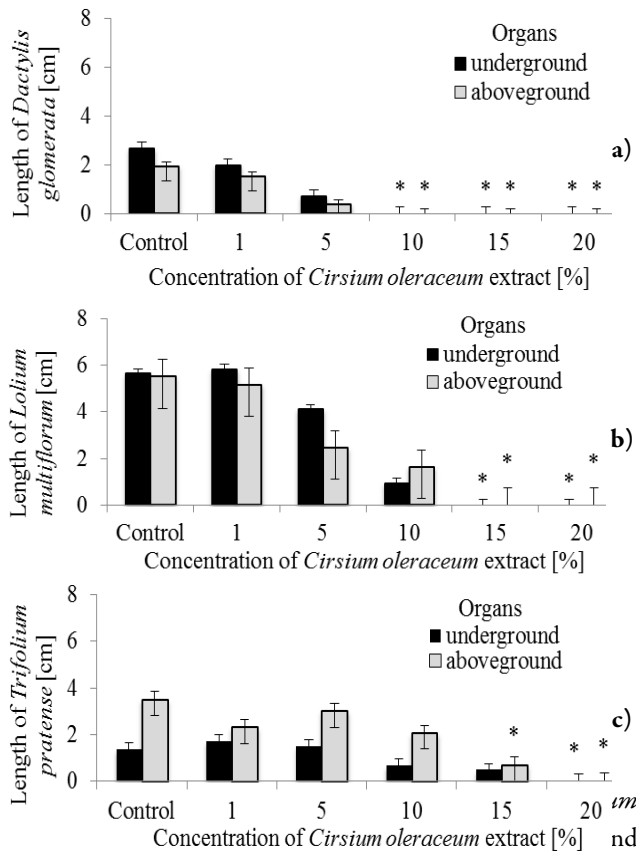 a)
Length of Dactylis
glomerata [cm]
8
6
4
2
0
Organs
underground
aboveground
* * * * * *
Control 1 5 10 15 20
Concentration of Cirsium oleraceum extract [%]
b)
Length of Lolium
multiflorum [cm]
8
6
4
2
0
Organs
underground
aboveground
* * * *
Control 1 5 10 15 20
Concentration of Cirsium oleraceum extract [%]
c)
Length of Trifolium
pratense [cm]
8
6
4
2
0
Organs
underground
aboveground
* * *
Control 1 5 10 15 20
Concentration of Cirsium oleraceum extract [%]
um
nd